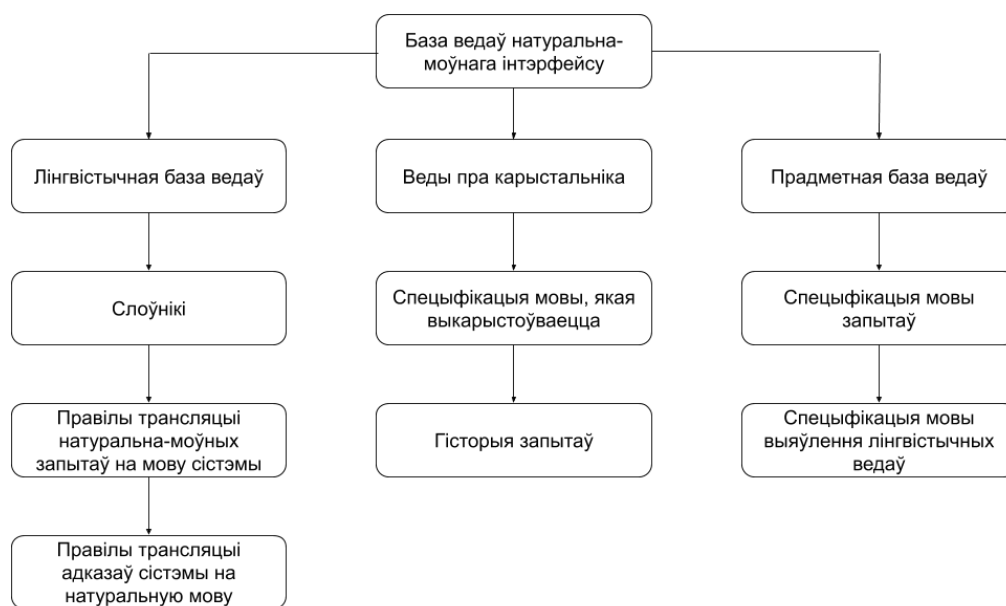 База ведаў натуральна-
моўнага інтэрфейсу
Лінгвістычная база ведаў
Веды пра карыстальніка
Прадметная база ведаў
Слоўнікі
Спецыфікацыя мовы, якая
выкарыстоўваецца
Спецыфікацыя мовы
запытаў
Правілы трансляцыі
натуральна-моўных
запытаў на мову сістэмы
Гісторыя запытаў
Спецыфікацыя мовы
выяўлення лінгвістычных
ведаў
Правілы трансляцыі
адказаў сістэмы на
натуральную мову